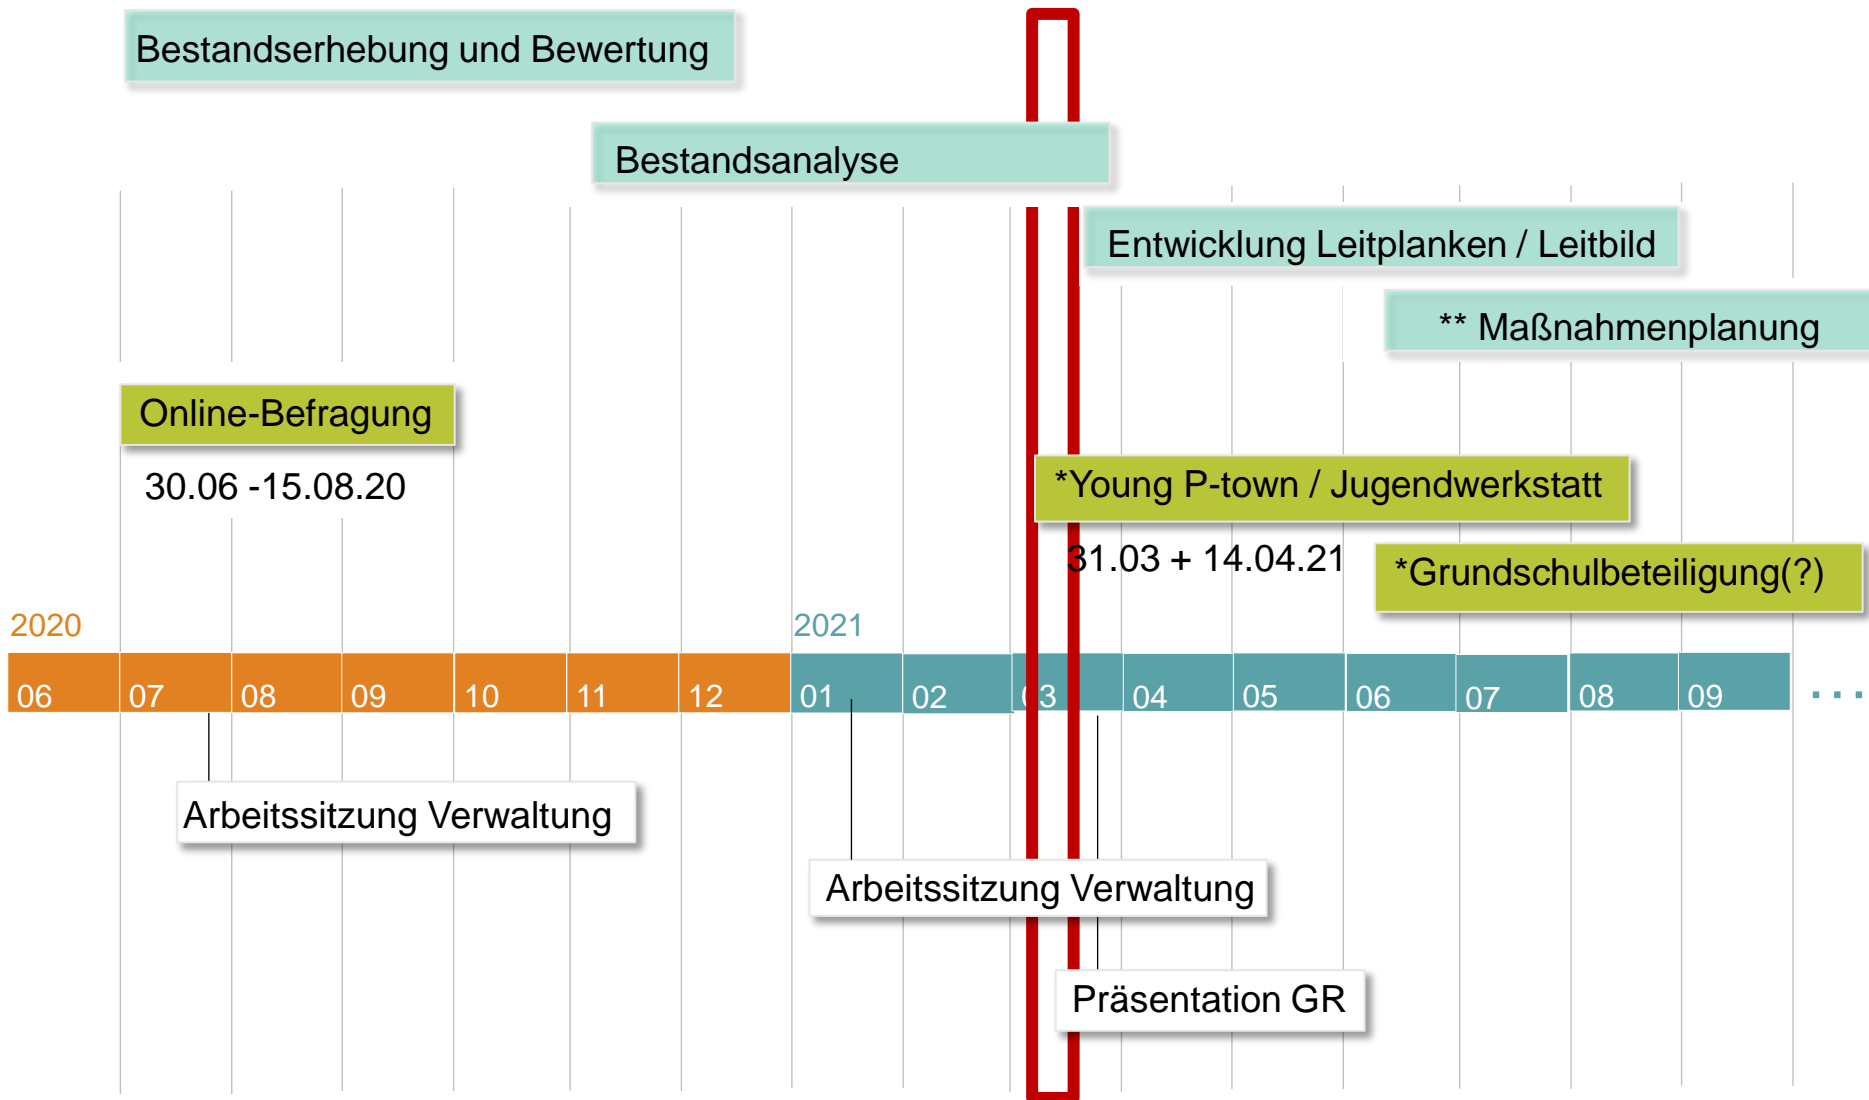 Bestandserhebung und Bewertung
Bestandsanalyse
Entwicklung Leitplanken / Leitbild
** Maßnahmenplanung
Online-Befragung
30.06 -15.08.20
*Young P-town / Jugendwerkstatt
31.03 + 14.04.21
*Grundschulbeteiligung(?)
2020 2021
06 07 08 09 10 11 12 01 02 03 04 05 06 07 08 09 ...
Arbeitssitzung Verwaltung
Arbeitssitzung Verwaltung
Präsentation GR